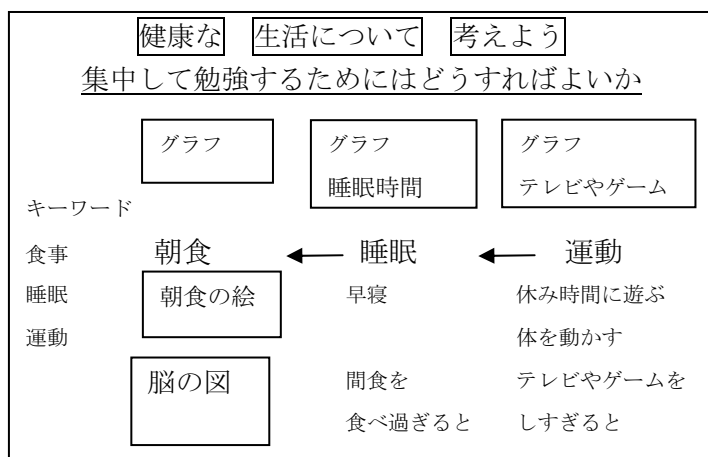 健康な 生活について 考えよう
集中して勉強するためにはどうすればよいか
グラフ グラフ グラフ
睡眠時間 テレビやゲーム
キーワード
食事 朝食 ← 睡眠 ← 運動
睡眠 朝食の絵 早寝 休み時間に遊ぶ
運動 体を動かす
脳の図 間食を テレビやゲームを
食べ過ぎると しすぎると